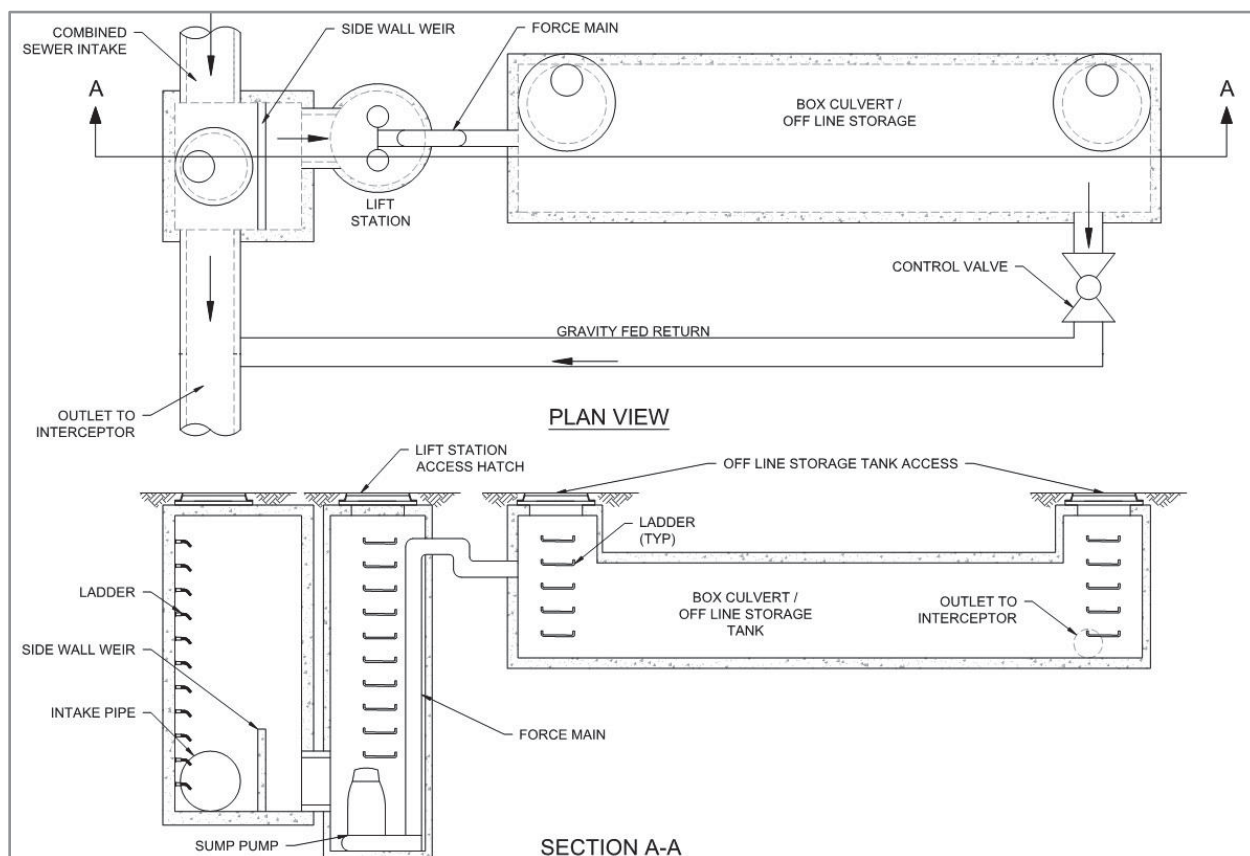 COMBINED
SEWER INTAKE
SIDE WALL WEIR
FORCE MAIN
A
A
BOX CULVERT /
OFF LINE STORAGE
LIFT
STATION
CONTROL VALVE
GRAVITY FED RETURN
OUTLET TO
INTERCEPTOR
PLAN VIEW
LIFT STATION
ACCESS HATCH
OFF LINE STORAGE TANK ACCESS
LADDER
(TYP)
LADDER
BOX CULVERT /
OFF LINE STORAGE
TANK
OUTLET TO
INTERCEPTOR
SIDE WALL WEIR
INTAKE PIPE
FORCE MAIN
SUMP PUMP
SECTION A-A